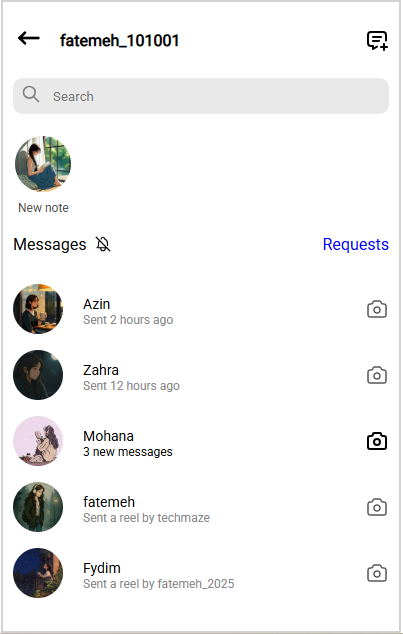 fatemeh_101001
Search
New note
Messages
Requests
Azin
Sent 2 hours ago
Zahra
Sent 12 hours ago
Mohana
3 new messages
fatemeh
Sent a reel by techmaze
Fydim
Sent a reel by fatemeh_2025